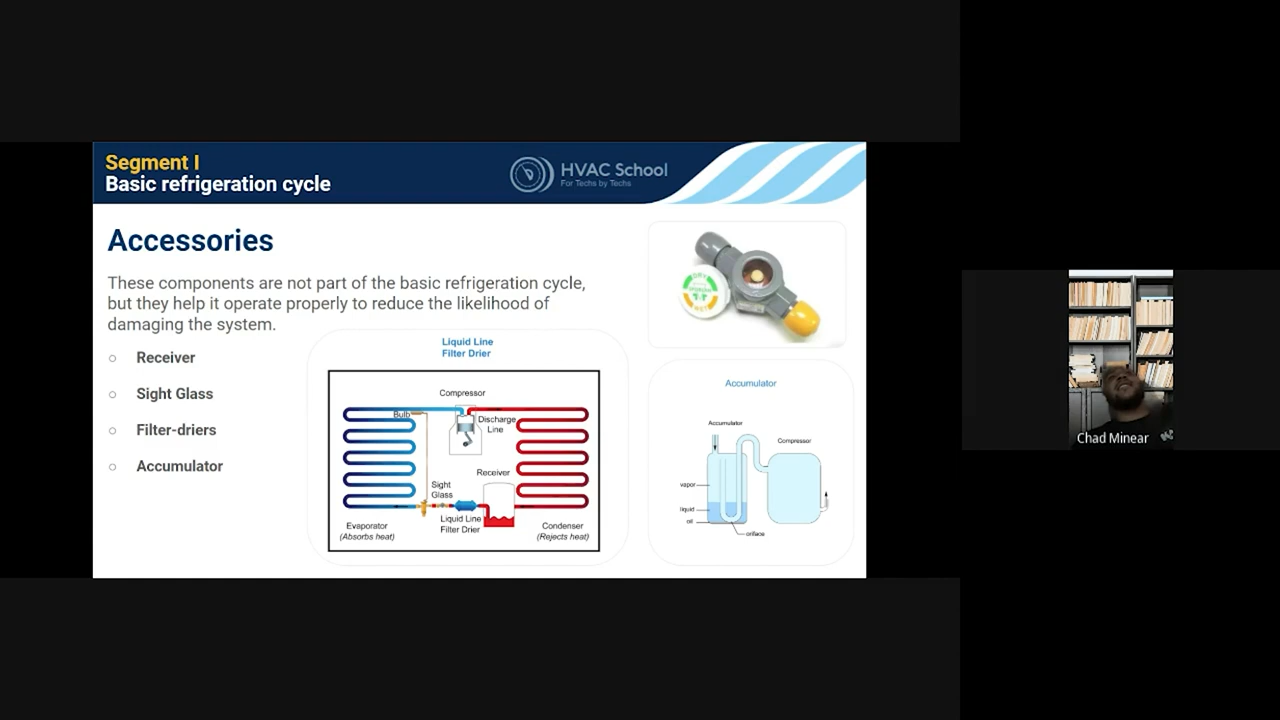 Segment I
Basic refrigeration cycle
HVAC School
For Techs by Techs
Accessories
These components are not part of the basic refrigeration cycle,
but they help it operate properly to reduce the likelihood of
damaging the system.
Receiver
Sight Glass
Filter-driers
Accumulator
Liquid Line
Filter Drier
Compressor
Bulb
Discharge
Line
Receiver
Sight
Glass
Liquid Line
Filter Drier
Evaporator
(Absorbs heat)
Condenser
(Rejects heat)
DRY
WET
Accumulator
Accumulator
Compressor
vapor
liquid
oil
orifice
Chad Minear